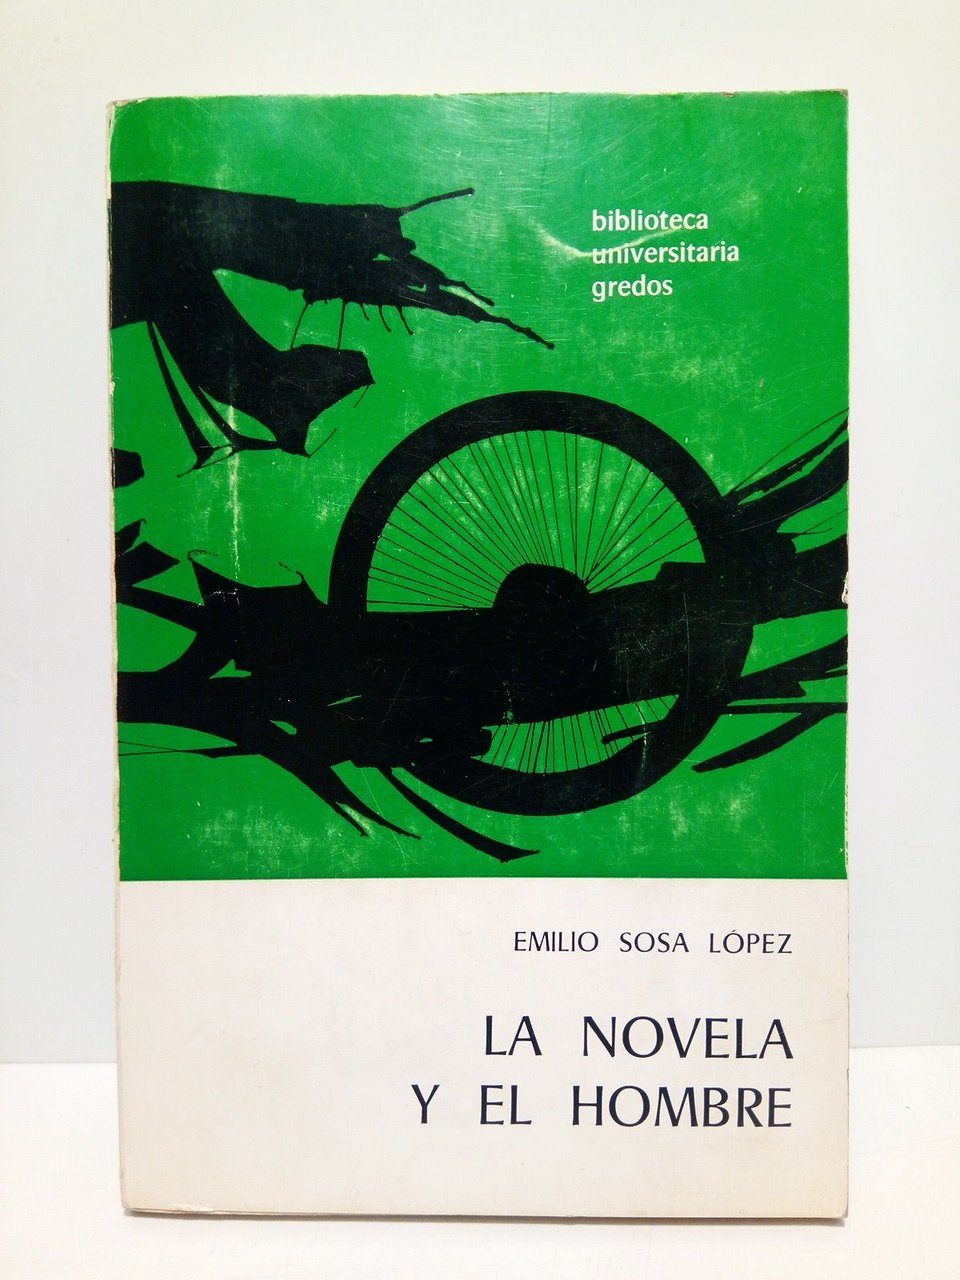 biblioteca
universitaria
gredos
EMILIO SOSA LÓPEZ
LA NOVELA
Y EL HOMBRE